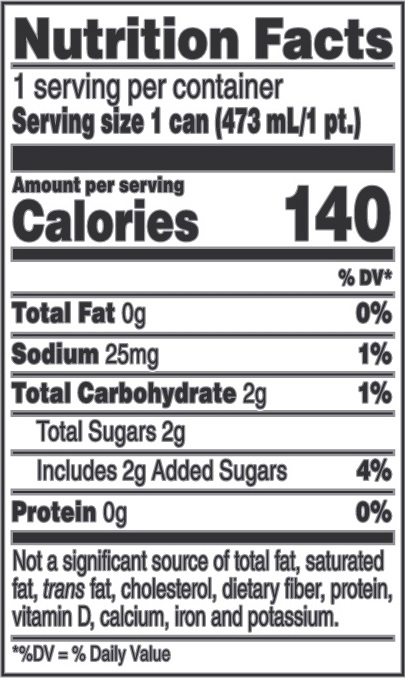 Nutrition Facts
1 serving per container
Serving size 1 can (473 mL/1 pt.)
Amount per serving
Calories 140
% DV*
Total Fat 0g 0%
Sodium 25mg 1%
Total Carbohydrate 2g 1%
Total Sugars 2g
Includes 2g Added Sugars 4%
Protein 0g 0%
Not a significant source of total fat, saturated
fat, trans fat, cholesterol, dietary fiber, protein,
vitamin D, calcium, iron and potassium.
*%DV = % Daily Value